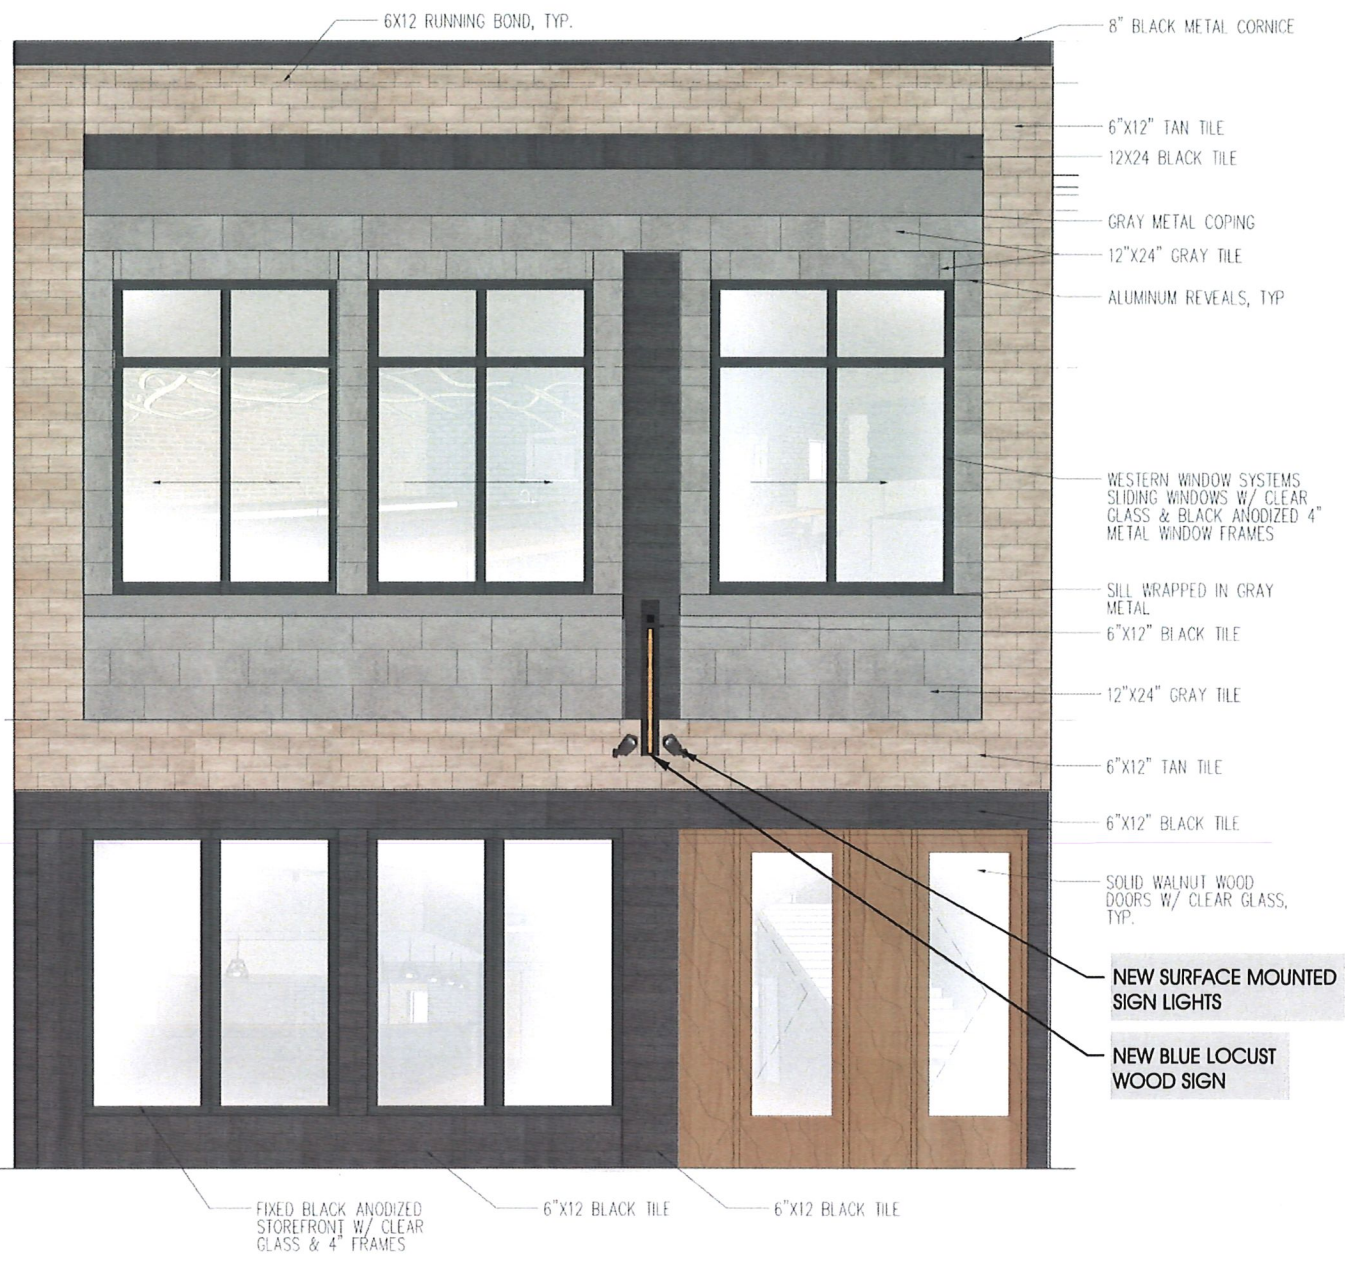 6X12 RUNNING BOND, TYP.
8" BLACK METAL CORNICE
6"X12" TAN TILE
12X24 BLACK TILE
GRAY METAL COPING
12"X24" GRAY TILE
ALUMINUM REVEALS, TYP
WESTERN WINDOW SYSTEMS
SLIDING WINDOWS W/ CLEAR
GLASS & BLACK ANODIZED 4"
METAL WINDOW FRAMES
SILL WRAPPED IN GRAY
METAL
6"X12" BLACK TILE
12"X24" GRAY TILE
6"X12" TAN TILE
6"X12" BLACK TILE
SOLID WALNUT WOOD
DOORS W/ CLEAR GLASS,
TYP.
NEW SURFACE MOUNTED
SIGN LIGHTS
NEW BLUE LOCUST
WOOD SIGN
FIXED BLACK ANODIZED
STOREFRONT W/ CLEAR
GLASS & 4" FRAMES
6"X12 BLACK TILE
6"X12 BLACK TILE